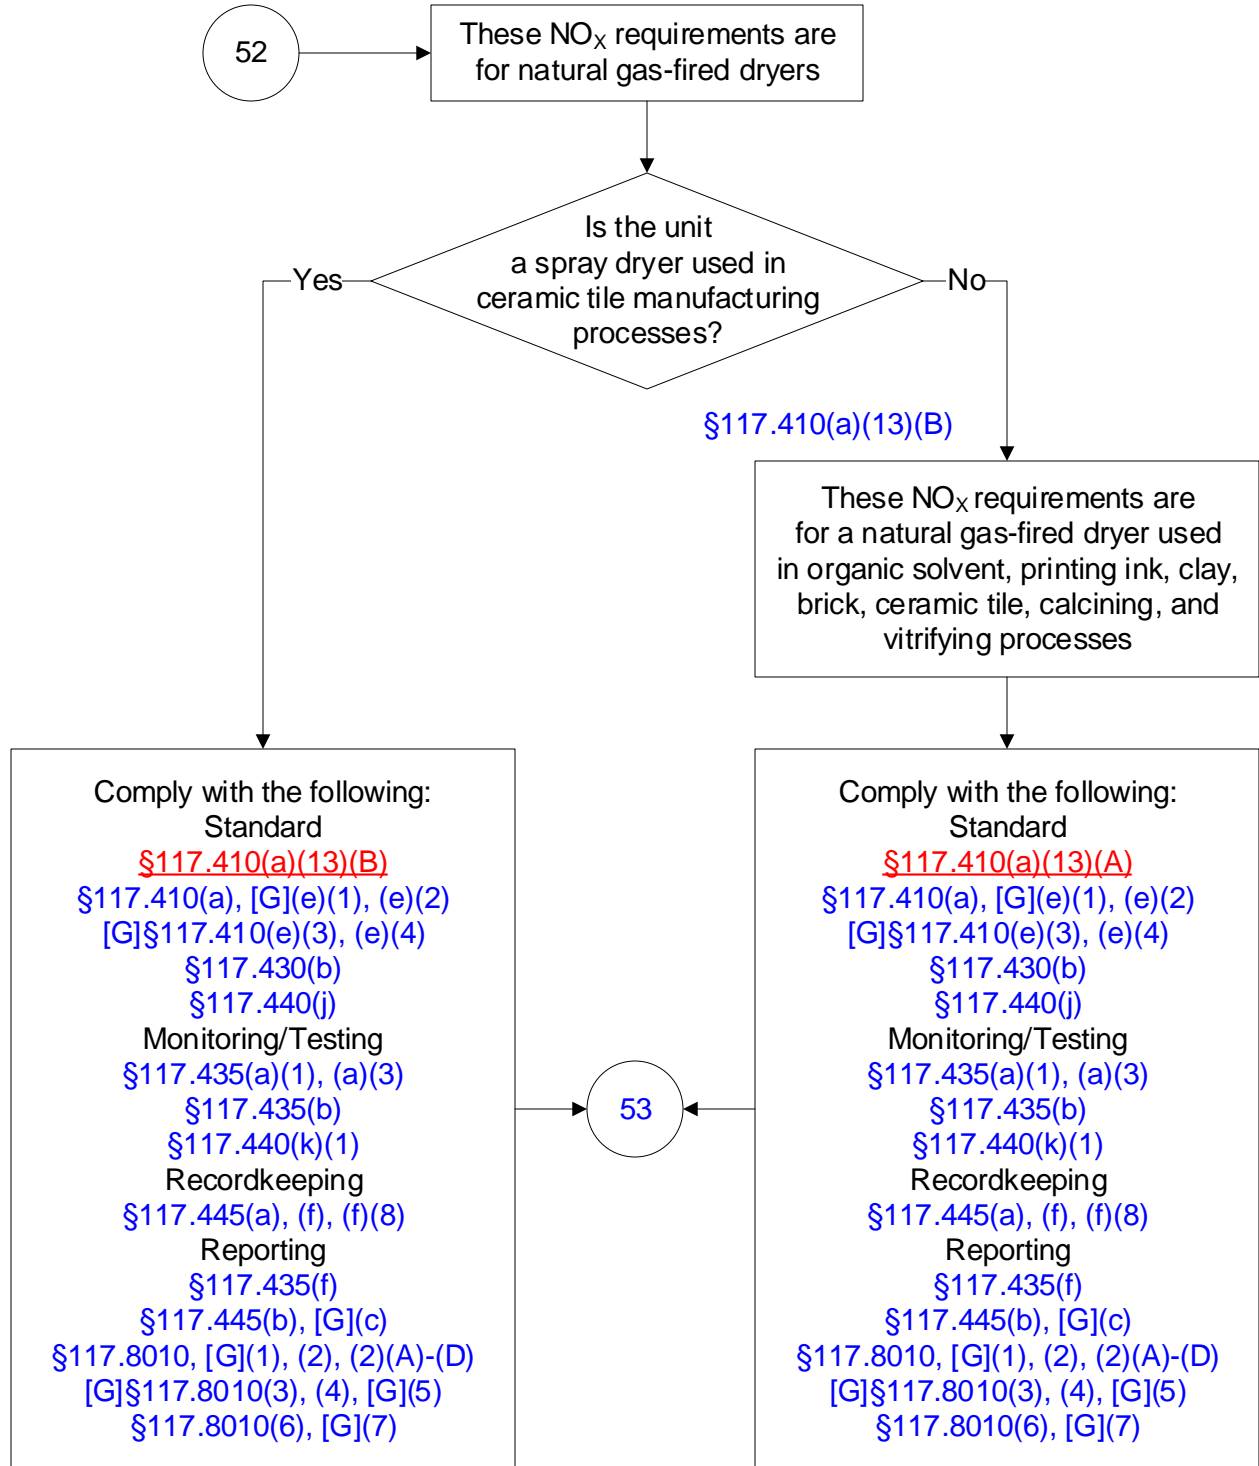 52
These NOX requirements are
for natural gas-fired dryers
Is the unit
a spray dryer used in
ceramic tile manufacturing
processes?
Yes
No
§117.410(a)(13)(B)
These NOX requirements are
for a natural gas-fired dryer used
in organic solvent, printing ink, clay,
brick, ceramic tile, calcining, and
vitrifying processes
Comply with the following:
Standard
§117.410(a)(13)(B)
§117.410(a), [G](e)(1), (e)(2)
[G]§117.410(e)(3), (e)(4)
§117.430(b)
§117.440(j)
Monitoring/Testing
§117.435(a)(1), (a)(3)
§117.435(b)
§117.440(k)(1)
Recordkeeping
§117.445(a), (f), (f)(8)
Reporting
§117.435(f)
§117.445(b), [G](c)
§117.8010, [G](1), (2), (2)(A)-(D)
[G]§117.8010(3), (4), [G](5)
§117.8010(6), [G](7)
53
Comply with the following:
Standard
§117.410(a)(13)(A)
§117.410(a), [G](e)(1), (e)(2)
[G]§117.410(e)(3), (e)(4)
§117.430(b)
§117.440(j)
Monitoring/Testing
§117.435(a)(1), (a)(3)
§117.435(b)
§117.440(k)(1)
Recordkeeping
§117.445(a), (f), (f)(8)
Reporting
§117.435(f)
§117.445(b), [G](c)
§117.8010, [G](1), (2), (2)(A)-(D)
[G]§117.8010(3), (4), [G](5)
§117.8010(6), [G](7)